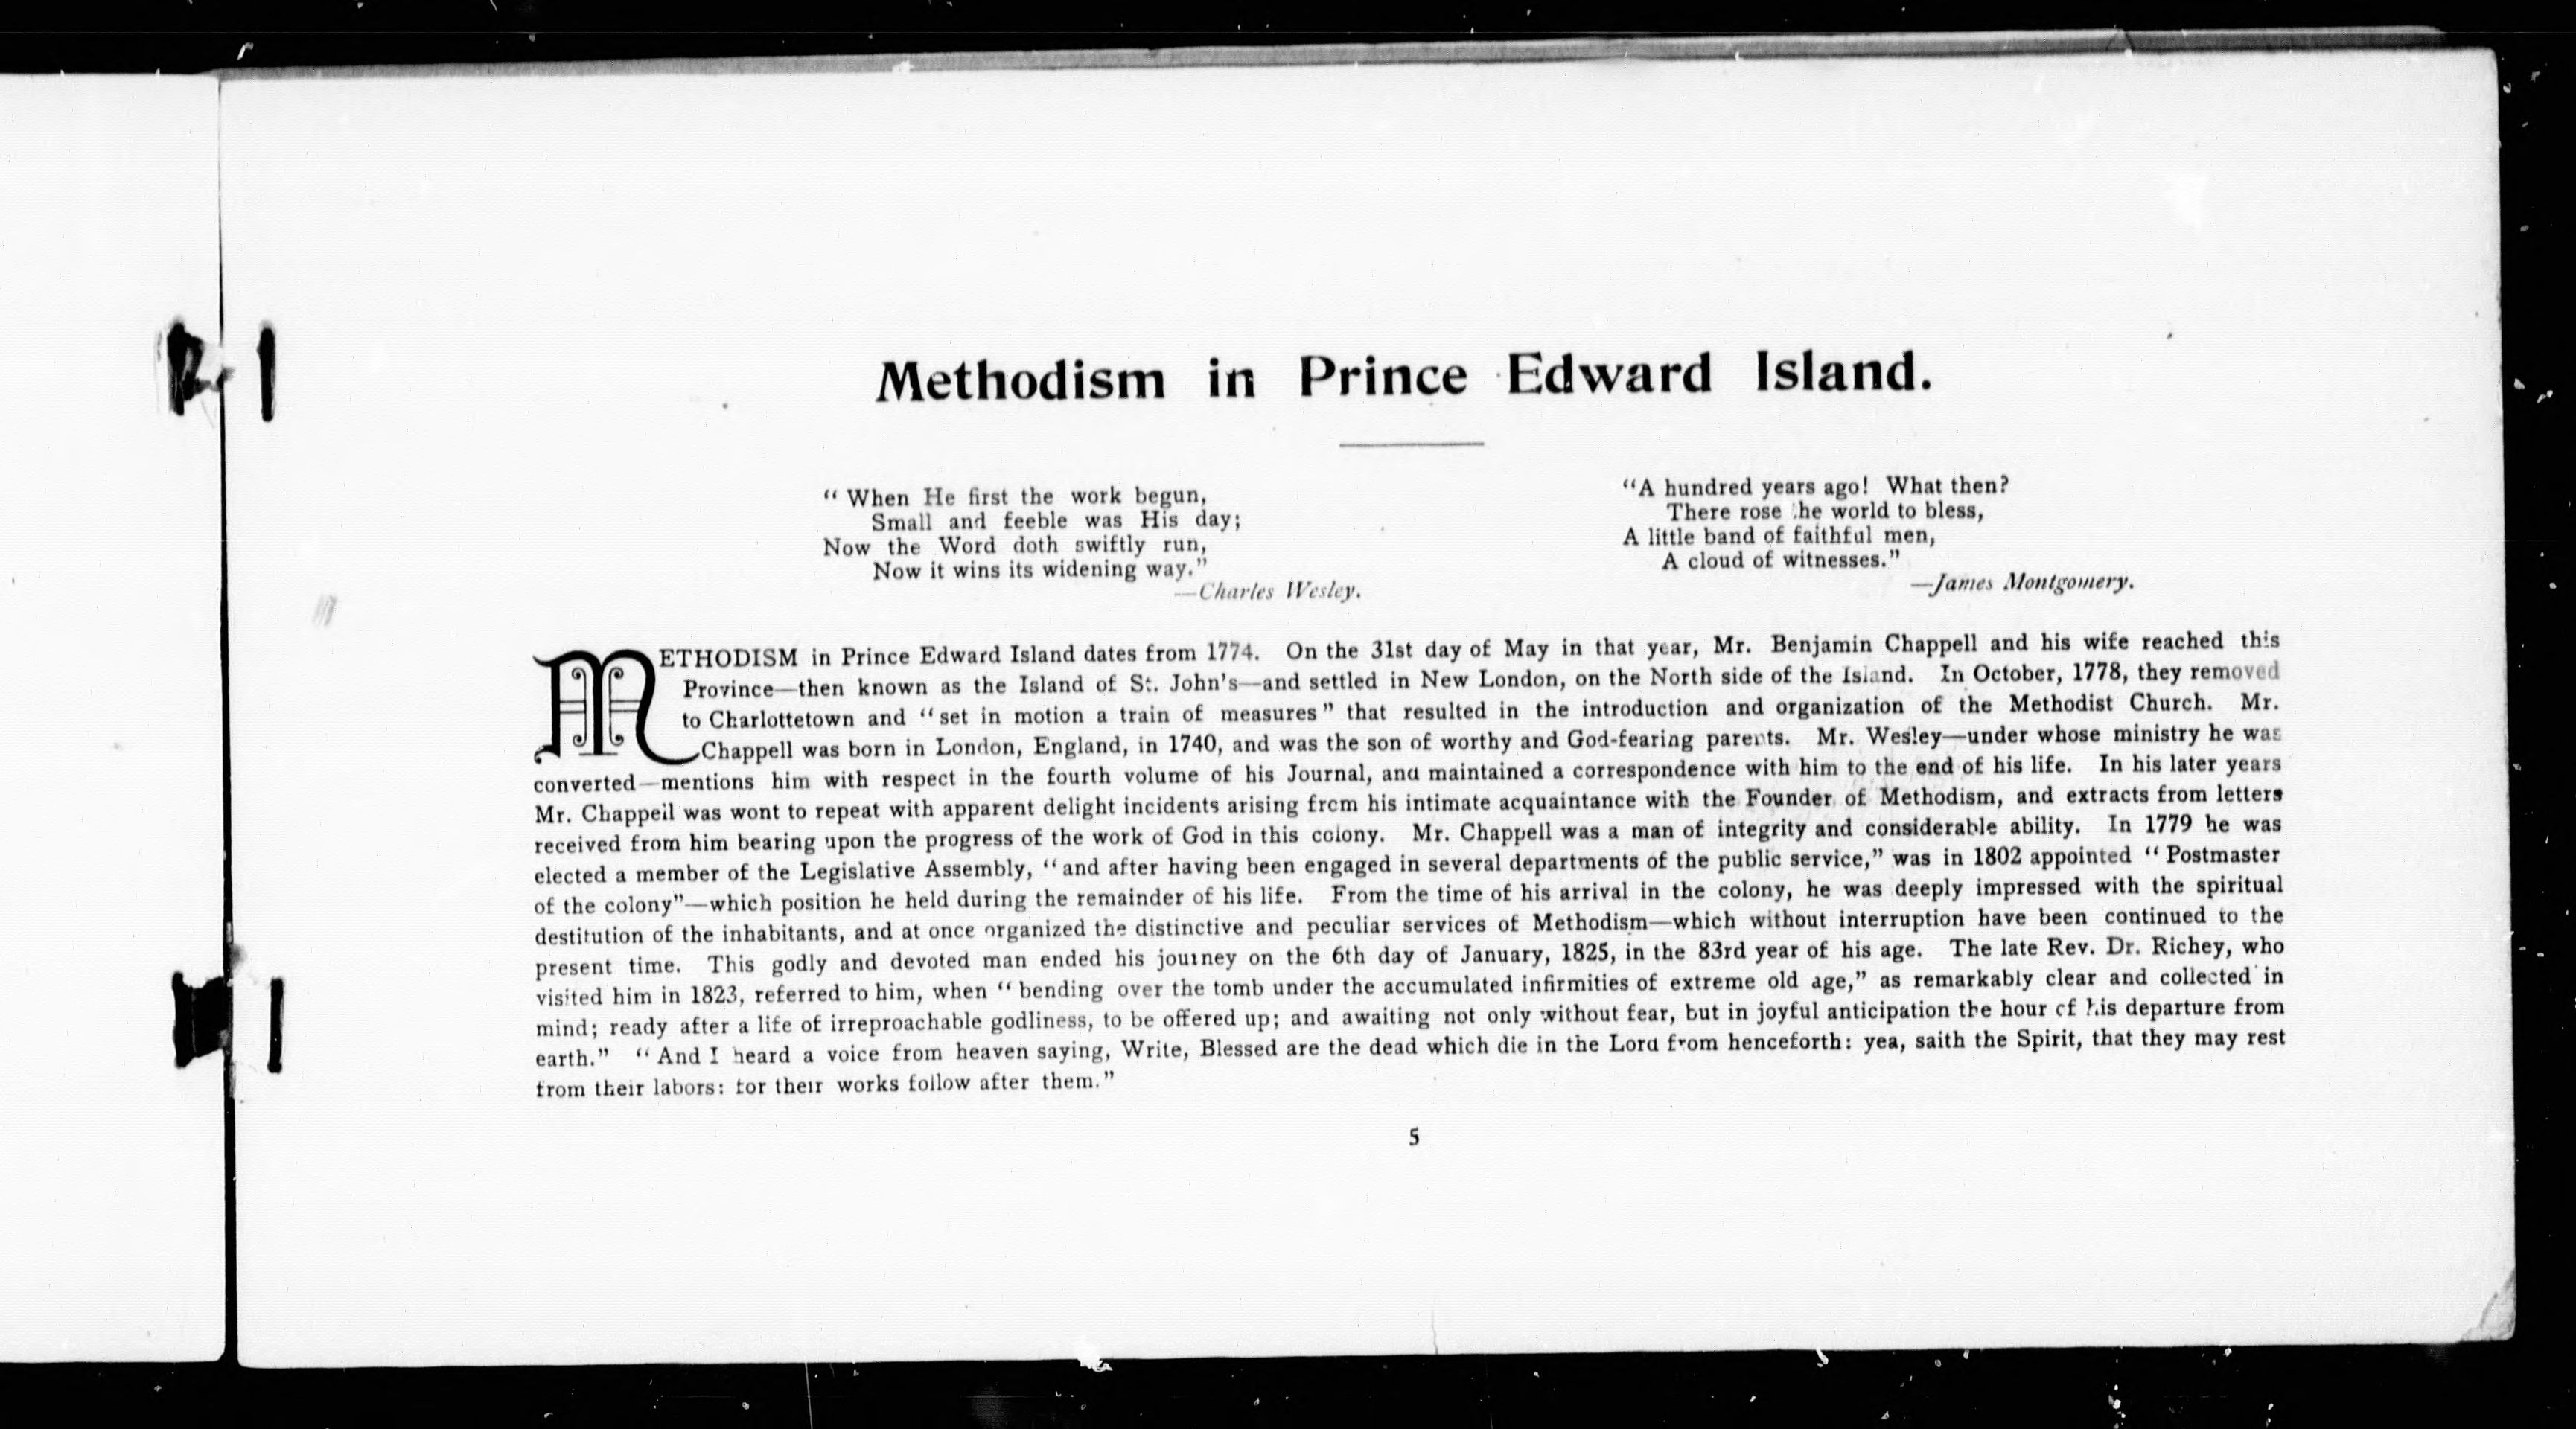 Methodism in Prince Edward Island.
“ When He first the work begun,
Small and feeble was His day;
Now the Word doth swiftly run,
Now it wins its widening way.”
—Charles Wesley.
“A hundred years ago! What then?
There rose the world to bless,
A little band of faithful men,
A cloud of witnesses.”
—James Montgomery.
METHODISM in Prince Edward Island dates from 1774. On the 31st day of May in that year, Mr. Benjamin Chappell and his wife reached this
Province—then known as the Island of St. John’s—and settled in New London, on the North side of the Island. In October, 1778, they removed
to Charlottetown and “set in motion a train of measures” that resulted in the introduction and organization of the Methodist Church. Mr.
Chappell was born in London, England, in 1740, and was the son of worthy and God-fearing parents. Mr. Wesley—under whose ministry he was
converted—mentions him with respect in the fourth volume of his Journal, and maintained a correspondence with him to the end of his life. In his later years
Mr. Chappell was wont to repeat with apparent delight incidents arising from his intimate acquaintance with the Founder of Methodism, and extracts from letters
received from him bearing upon the progress of the work of God in this colony. Mr. Chappell was a man of integrity and considerable ability. In 1779 he was
elected a member of the Legislative Assembly, “and after having been engaged in several departments of the public service,” was in 1802 appointed “ Postmaster
of the colony”—which position he held during the remainder of his life. From the time of his arrival in the colony, he was deeply impressed with the spiritual
destitution of the inhabitants, and at once organized the distinctive and peculiar services of Methodism—which without interruption have been continued to the
present time. This godly and devoted man ended his journey on the 6th day of January, 1825, in the 83rd year of his age. The late Rev. Dr. Richey, who
visited him in 1823, referred to him, when “ bending over the tomb under the accumulated infirmities of extreme old age,” as remarkably clear and collected in
mind; ready after a life of irreproachable godliness, to be offered up; and awaiting not only without fear, but in joyful anticipation the hour of his departure from
earth.” “ And I heard a voice from heaven saying, Write, Blessed are the dead which die in the Lord from henceforth: yea, saith the Spirit, that they may rest
from their labors: for their works follow after them.”
5